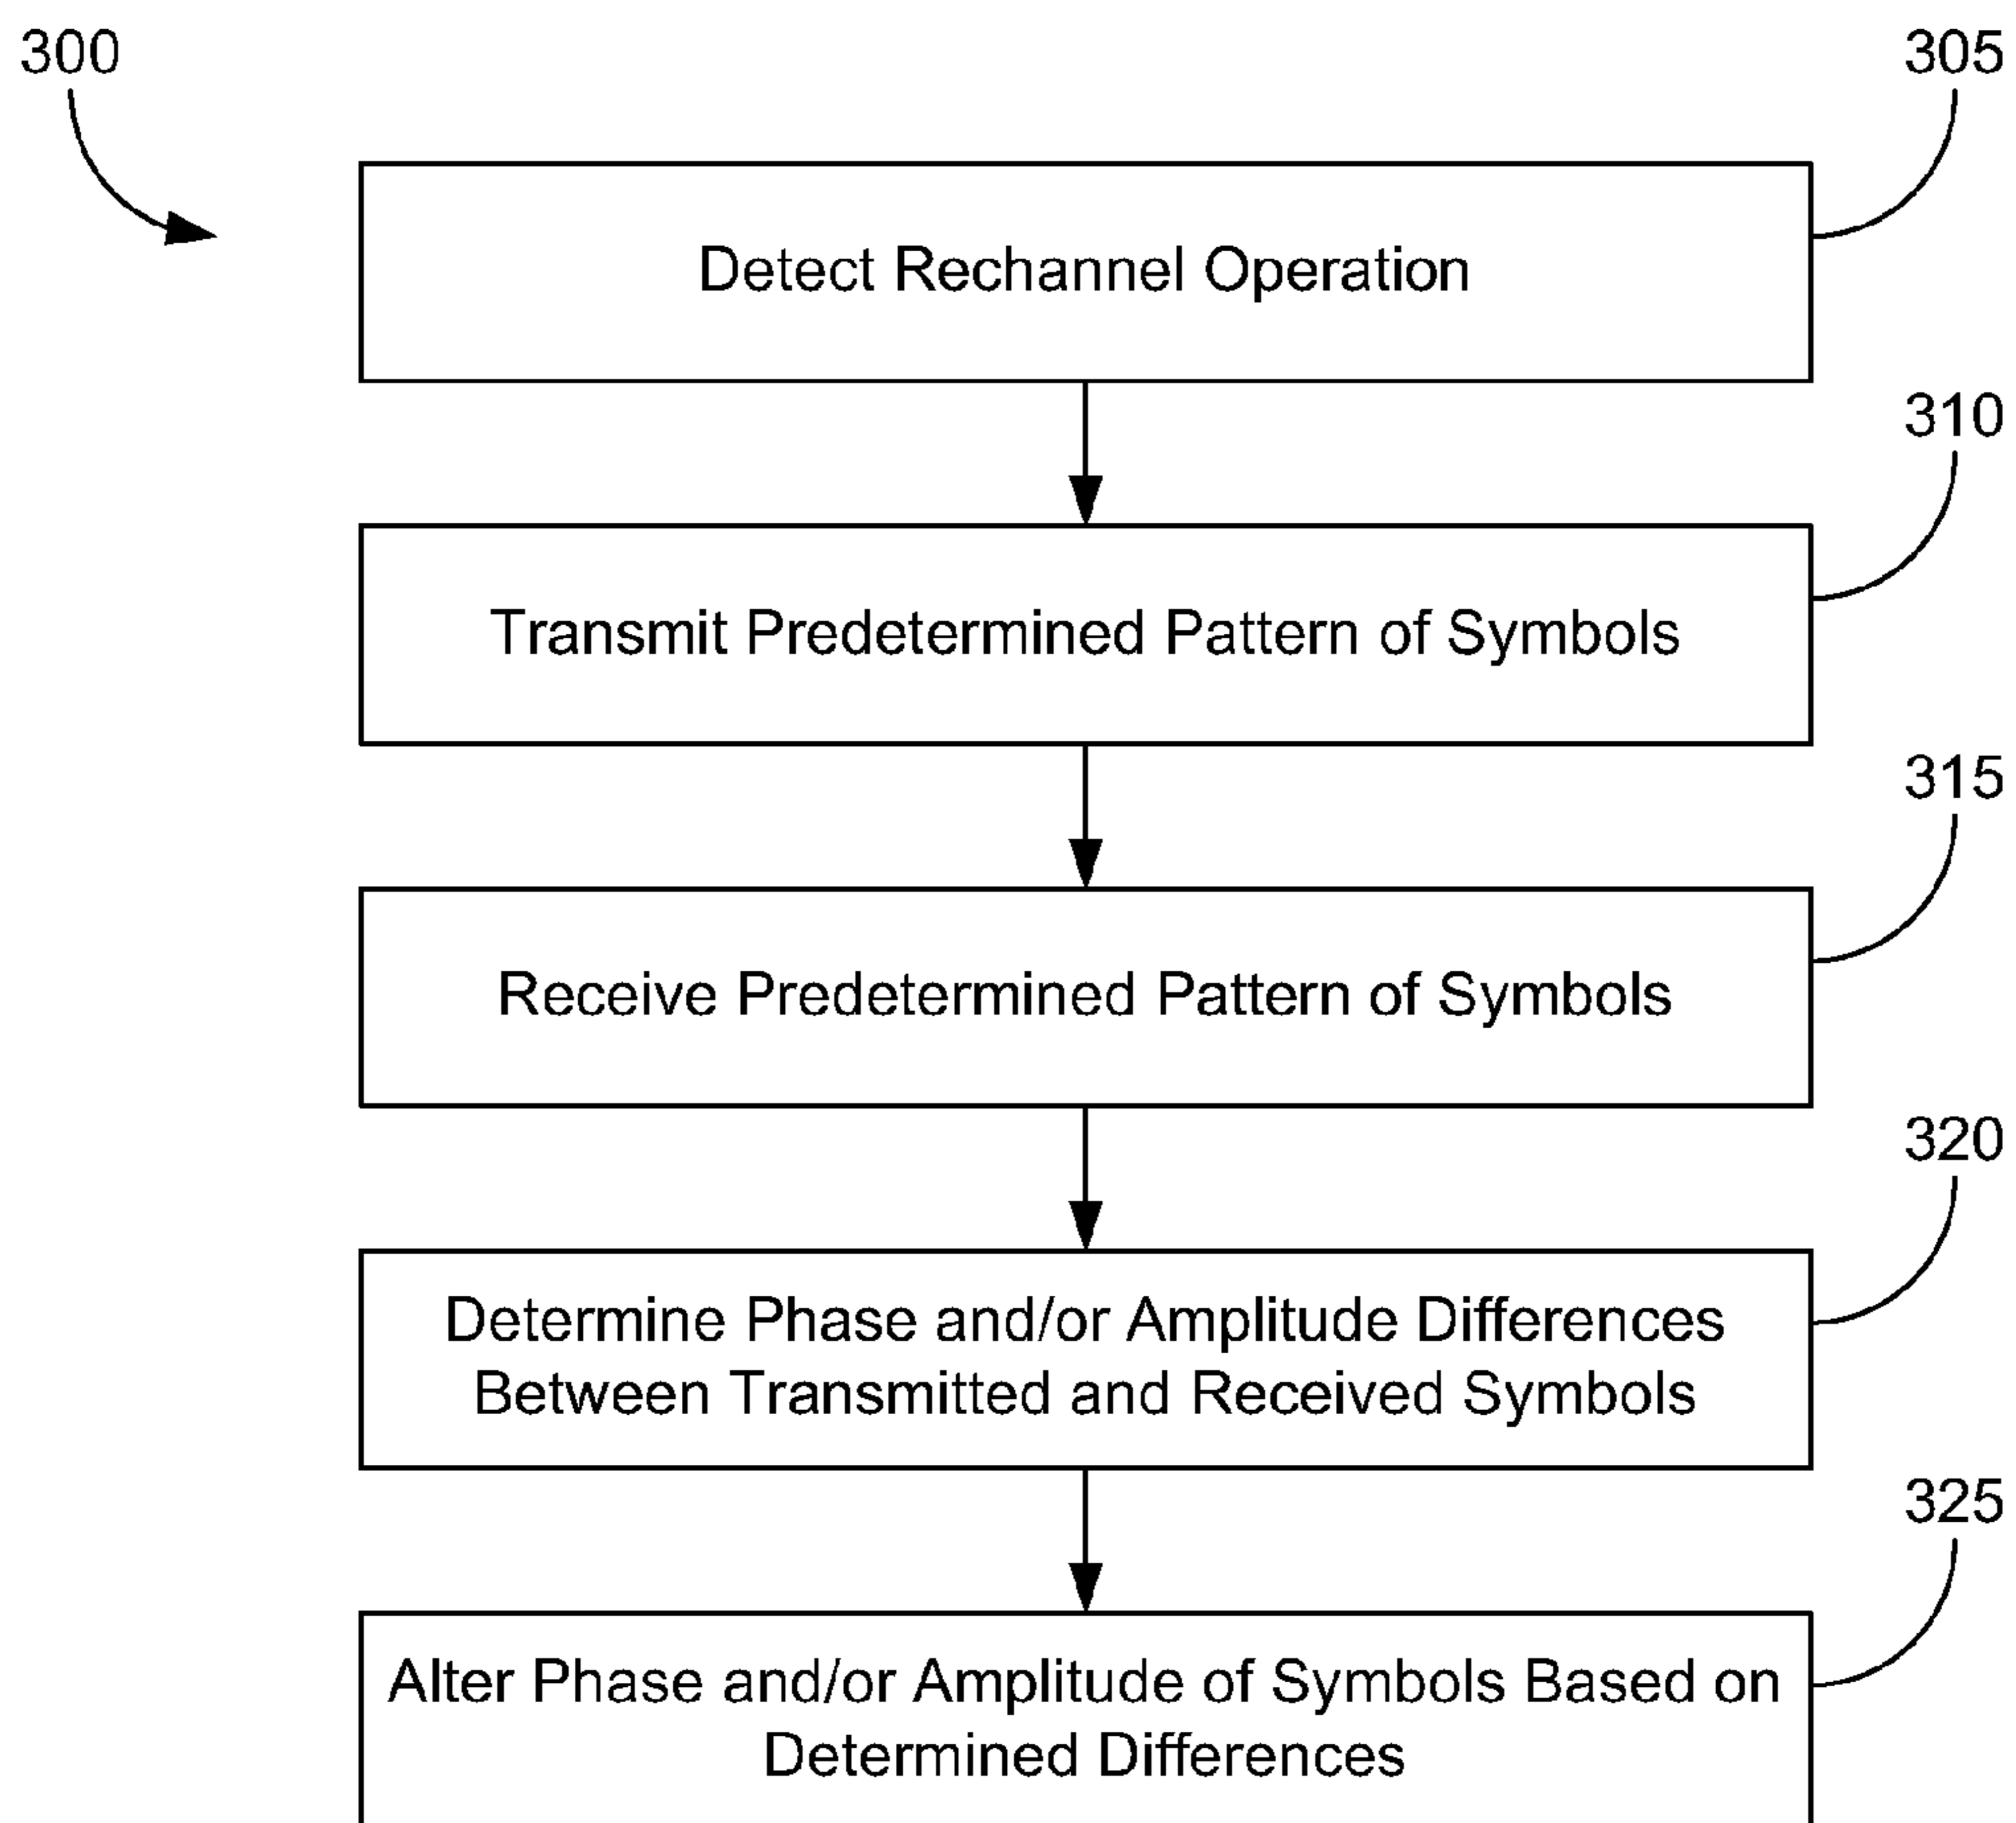 300
305
Detect Rechannel Operation
310
Transmit Predetermined Pattern of Symbols
315
Receive Predetermined Pattern of Symbols
320
Determine Phase and/or Amplitude Differences
Between Transmitted and Received Symbols
325
Alter Phase and/or Amplitude of Symbols Based on
Determined Differences